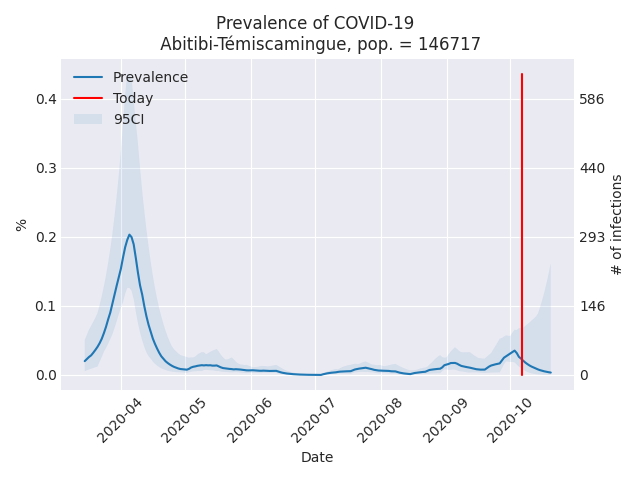 Prevalence of COVID-19
Abitibi-Témiscamingue, pop. = 146717
Prevalence
Today
95CI
0.4
0.3
0.2
0.1
0.0
%
586
440
293
146
0
# of infections
2020-04
2020-05
2020-06
2020-07
2020-08
2020-09
2020-10
Date